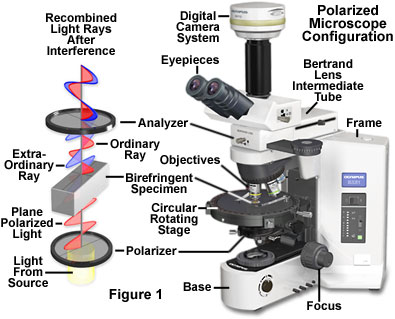 Polarized
Microscope
Configuration
Recombined
Light Rays
After
Interference
Digital
Camera
System
Eyepieces
Bertrand
Lens
Intermediate
Tube
Frame
Analyzer
Ordinary
Ray
Extra-
Ordinary
Ray
Objectives
Birefringent
Specimen
Circular
Rotating
Stage
Plane
Polarized
Light
Polarizer
Light
From
Source
Base
Focus
Figure 1
OLYMPUS